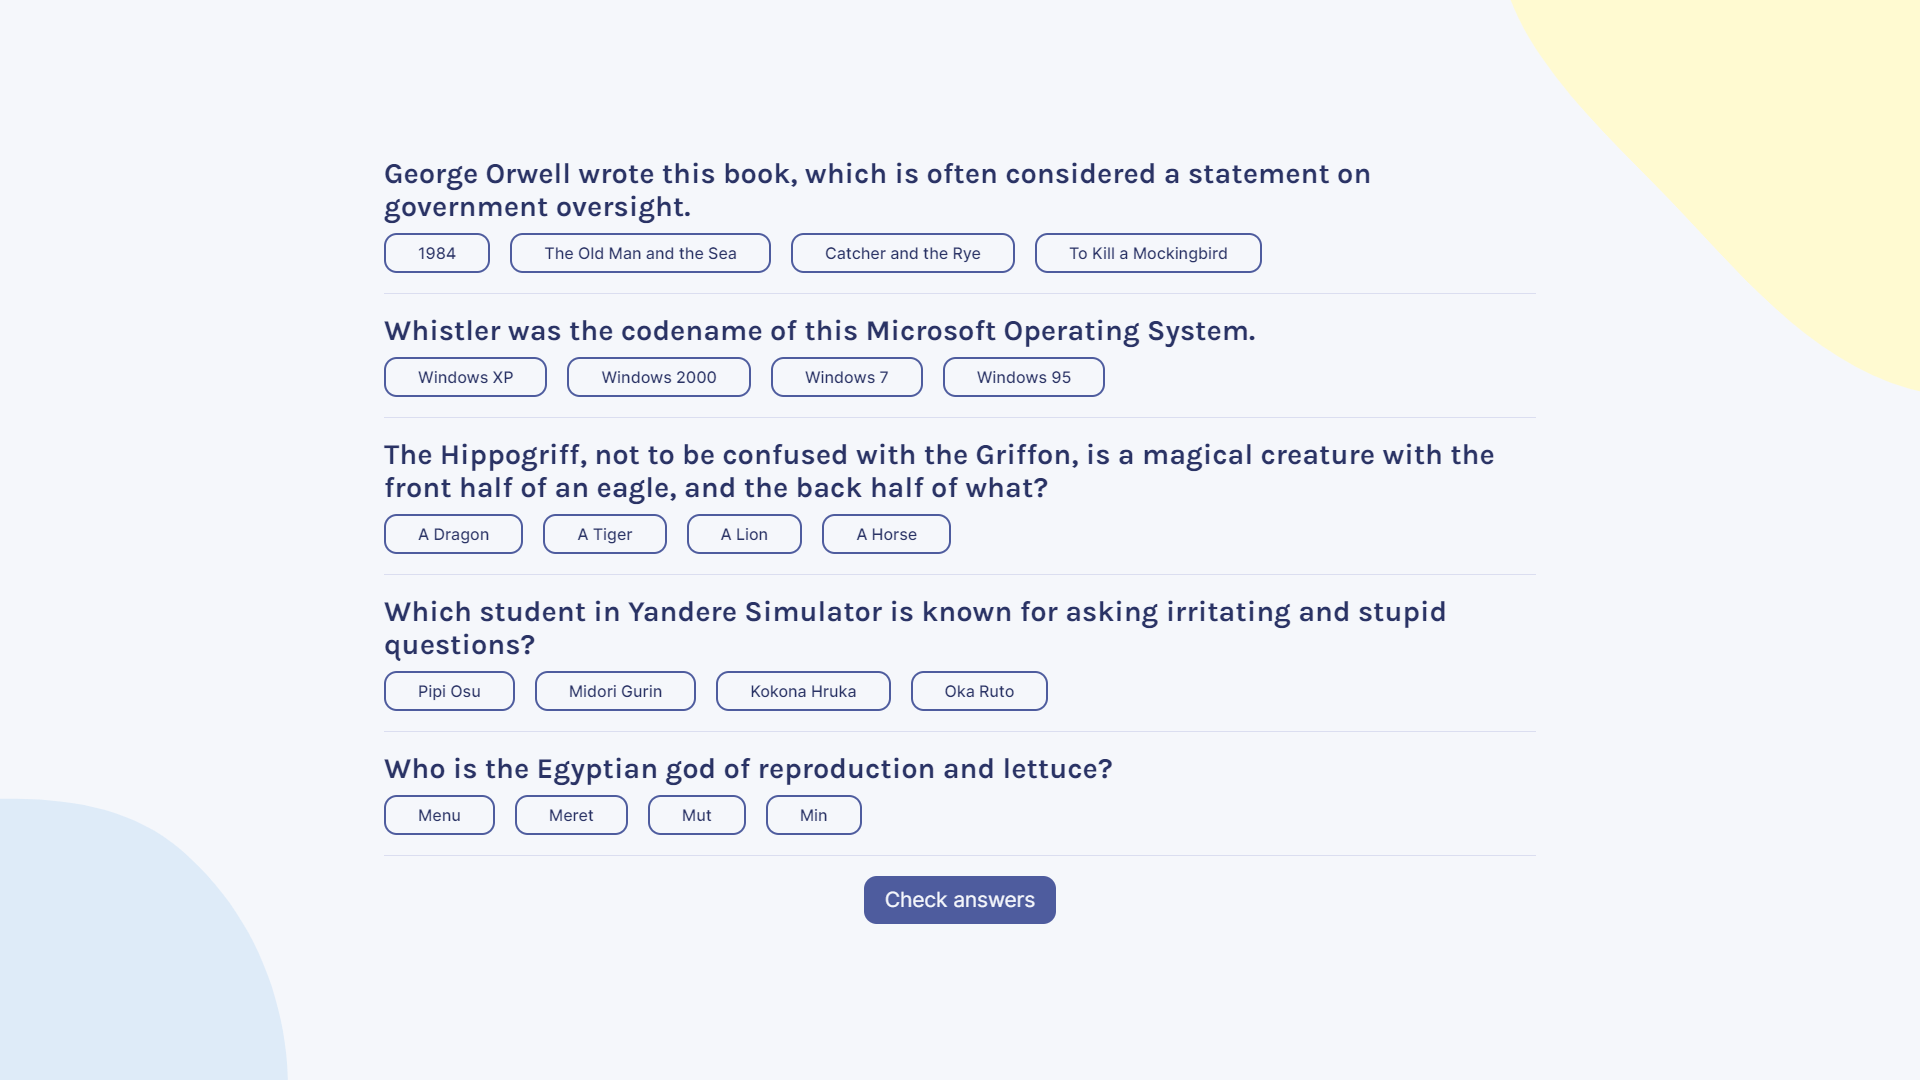 George Orwell wrote this book, which is often considered a statement on
government oversight.
1984 The Old Man and the Sea Catcher and the Rye To Kill a Mockingbird
Whistler was the codename of this Microsoft Operating System.
Windows XP Windows 2000 Windows 7 Windows 95
The Hippogriff, not to be confused with the Griffon, is a magical creature with the
front half of an eagle, and the back half of what?
A Dragon A Tiger A Lion A Horse
Which student in Yandere Simulator is known for asking irritating and stupid
questions?
Pipi Osu Midori Gurin Kokona Hruka Oka Ruto
Who is the Egyptian god of reproduction and lettuce?
Menu Meret Mut Min
Check answers